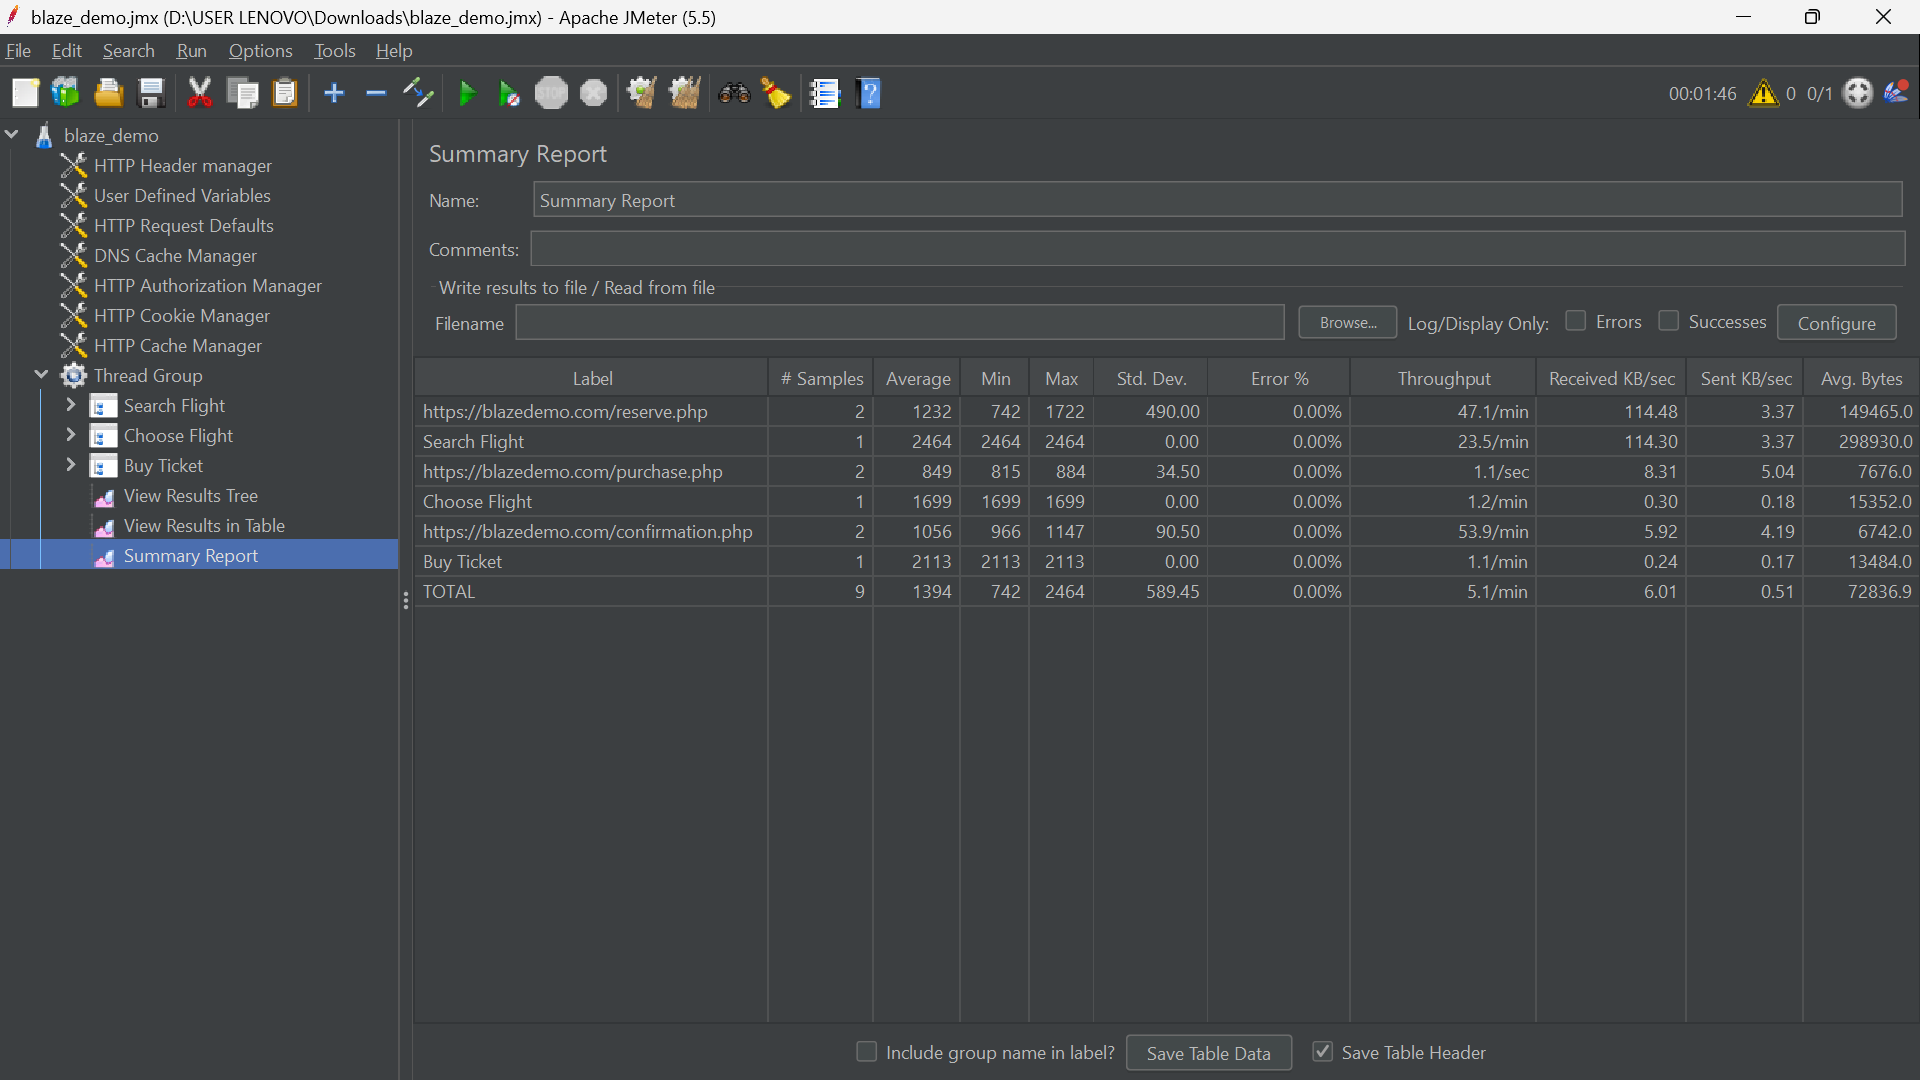 blaze_demo.jmx (D:\USER LENOVO\Downloads\blaze_demo.jmx) - Apache JMeter (5.5)
File Edit Search Run Options Tools Help
STOP 00:01:46 0 0/1
blaze_demo
HTTP Header manager
User Defined Variables
HTTP Request Defaults
DNS Cache Manager
HTTP Authorization Manager
HTTP Cookie Manager
HTTP Cache Manager
Thread Group
Search Flight
Choose Flight
Buy Ticket
View Results Tree
View Results in Table
Summary Report
Summary Report
Name: Summary Report
Comments:
Write results to file / Read from file
Filename Browse... Log/Display Only: Errors Successes Configure
Label # Samples Average Min Max Std. Dev. Error % Throughput Received KB/sec Sent KB/sec Avg. Bytes
https://blazedemo.com/reserve.php 2 1232 742 1722 490.00 0.00% 47.1/min 114.48 3.37 149465.0
Search Flight 1 2464 2464 2464 0.00 0.00% 23.5/min 114.30 3.37 298930.0
https://blazedemo.com/purchase.php 2 849 815 884 34.50 0.00% 1.1/sec 8.31 5.04 7676.0
Choose Flight 1 1699 1699 1699 0.00 0.00% 1.2/min 0.30 0.18 15352.0
https://blazedemo.com/confirmation.php 2 1056 966 1147 90.50 0.00% 53.9/min 5.92 4.19 6742.0
Buy Ticket 1 2113 2113 2113 0.00 0.00% 1.1/min 0.24 0.17 13484.0
TOTAL 9 1394 742 2464 589.45 0.00% 5.1/min 6.01 0.51 72836.9
Include group name in label? Save Table Data Save Table Header